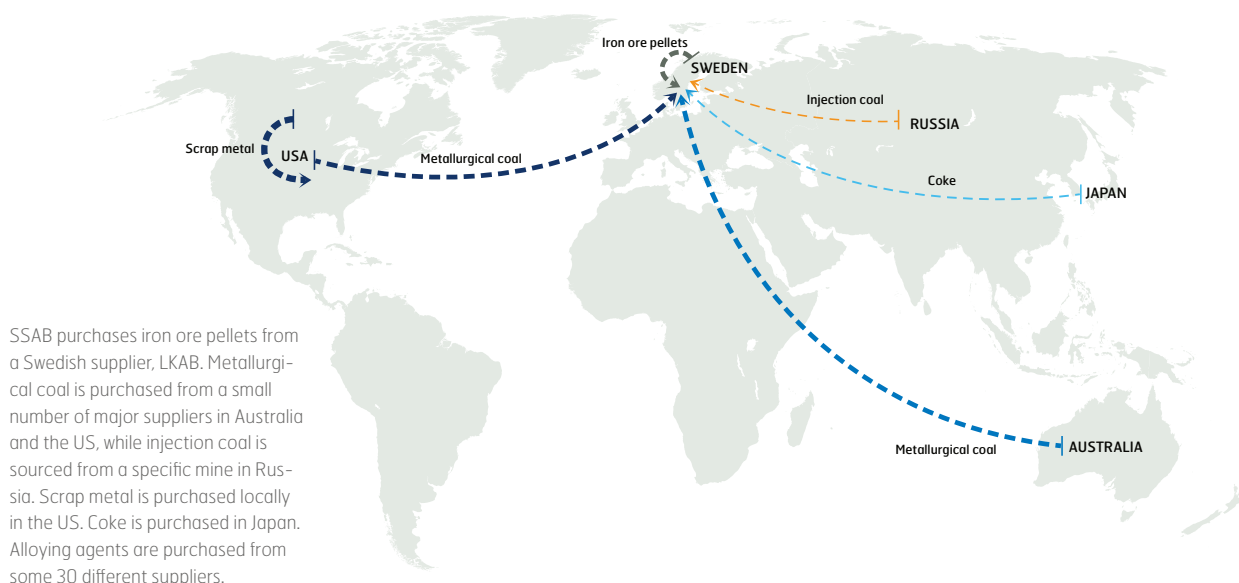 Iron ore pellets
SWEDEN
Injection coal
RUSSIA
Scrap metal
USA
Metallurgical coal
Coke
JAPAN
Metallurgical coal
AUSTRALIA
SSAB purchases iron ore pellets from
a Swedish supplier, LKAB. Metallurgi-
cal coal is purchased from a small
number of major suppliers in Australia
and the US, while injection coal is
sourced from a specific mine in Rus-
sia. Scrap metal is purchased locally
in the US. Coke is purchased in Japan.
Alloying agents are purchased from
some 30 different suppliers.